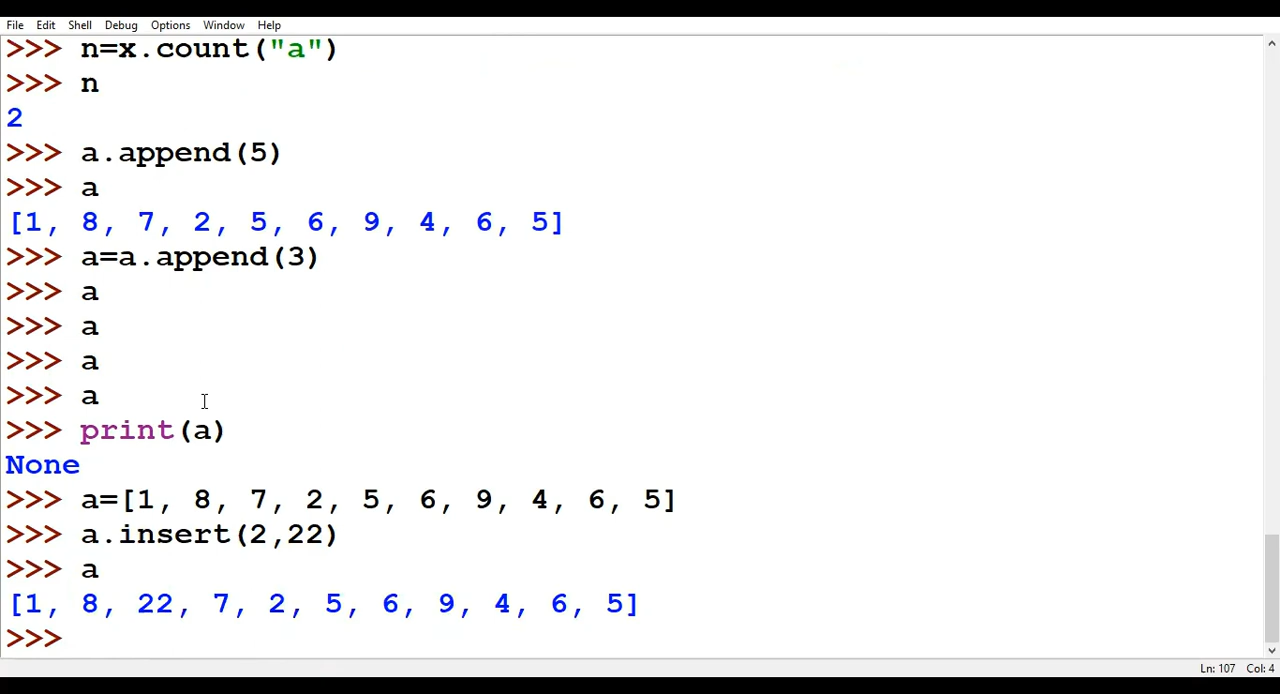 File Edit Shell Debug Options Window Help
>>> n=x.count("a")
>>> n
2
>>> a.append(5)
>>> a
[1, 8, 7, 2, 5, 6, 9, 4, 6, 5]
>>> a=a.append(3)
>>> a
>>> a
>>> a
>>> a
>>> print(a)
None
>>> a=[1, 8, 7, 2, 5, 6, 9, 4, 6, 5]
>>> a.insert(2,22)
>>> a
[1, 8, 22, 7, 2, 5, 6, 9, 4, 6, 5]
>>>
Ln: 107 Col: 4